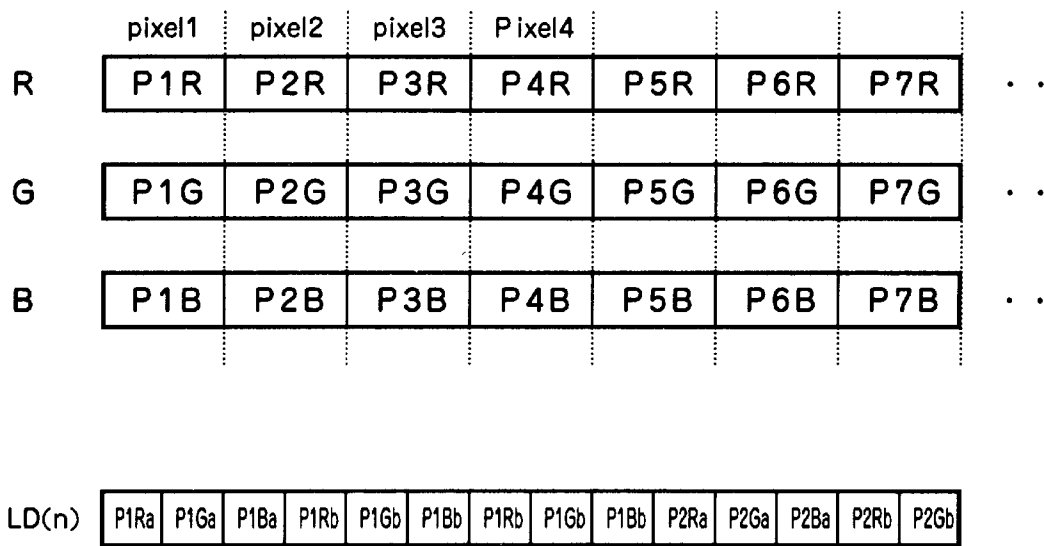 pixel1 pixel2 pixel3 Pixel4
R P1R P2R P3R P4R P5R P6R P7R . .
G P1G P2G P3G P4G P5G P6G P7G . .
B P1B P2B P3B P4B P5B P6B P7B . .
LD(n) P1Ra P1Ga P1Ba P1Rb P1Gb P1Bb P1Rb P1Gb P1Bb P2Ra P2Ga P2Ba P2Rb P2Gb